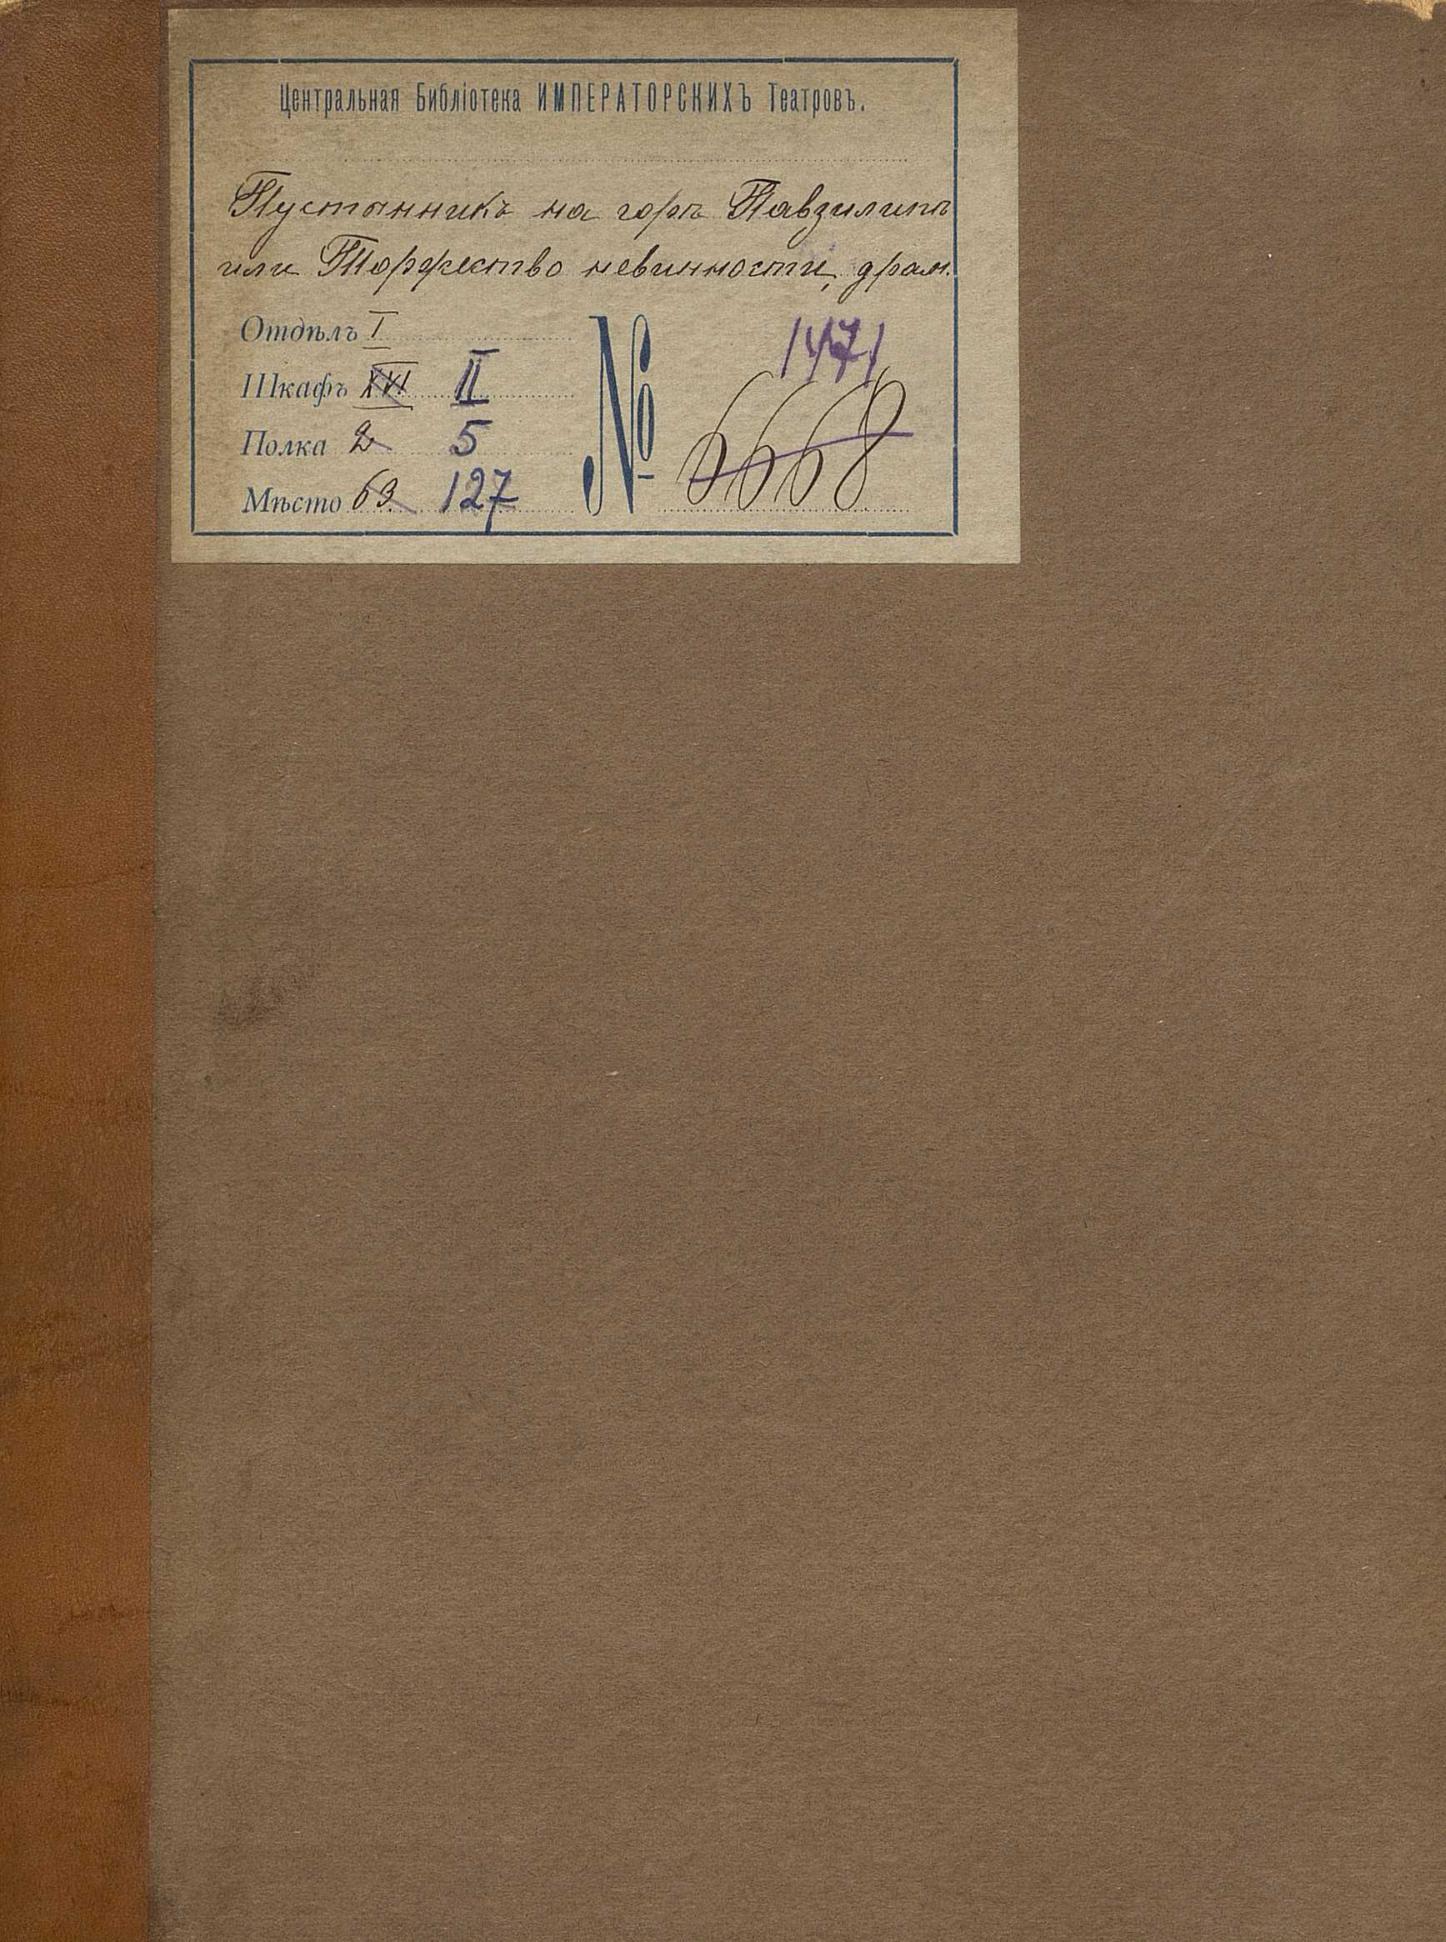 Центральная Библіотека ИМПЕРАТОРСКИХЪ Театровъ.
Пустынникъ на горѣ Павзилипѣ
или Торжество невинности, драм.
Отдѣлъ I
Шкафъ XVI II
Полка 2 5
Мѣсто 63. 127
№ 1471
6668